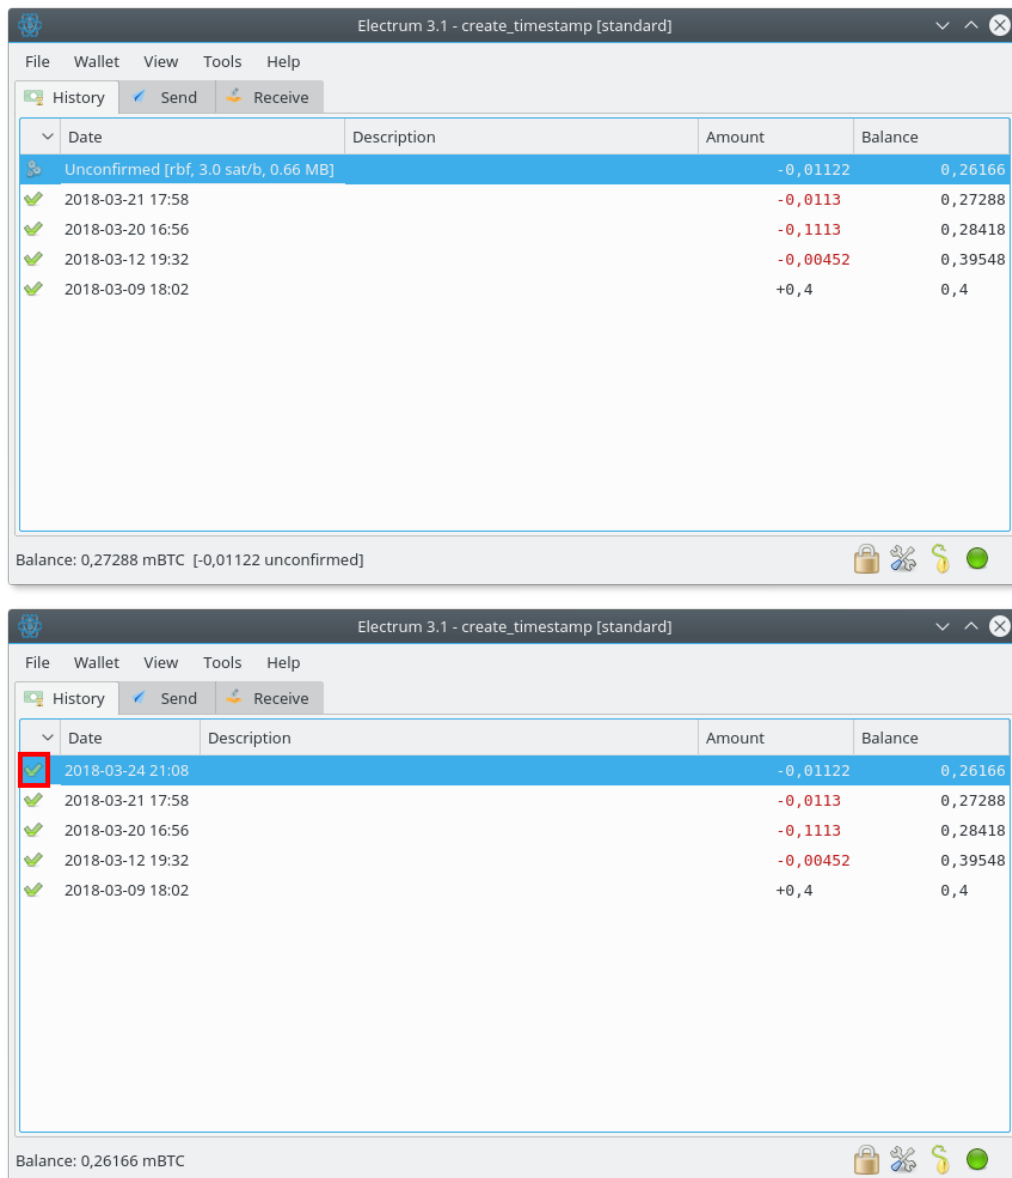 Electrum 3.1 - create_timestamp [standard]
File Wallet View Tools Help
History Send Receive
Date Description Amount Balance
Unconfirmed [rbf, 3.0 sat/b, 0.66 MB] -0,01122 0,26166
2018-03-21 17:58 -0,0113 0,27288
2018-03-20 16:56 -0,1113 0,28418
2018-03-12 19:32 -0,00452 0,39548
2018-03-09 18:02 +0,4 0,4
Balance: 0,27288 mBTC [-0,01122 unconfirmed]
Electrum 3.1 - create_timestamp [standard]
File Wallet View Tools Help
History Send Receive
Date Description Amount Balance
2018-03-24 21:08 -0,01122 0,26166
2018-03-21 17:58 -0,0113 0,27288
2018-03-20 16:56 -0,1113 0,28418
2018-03-12 19:32 -0,00452 0,39548
2018-03-09 18:02 +0,4 0,4
Balance: 0,26166 mBTC